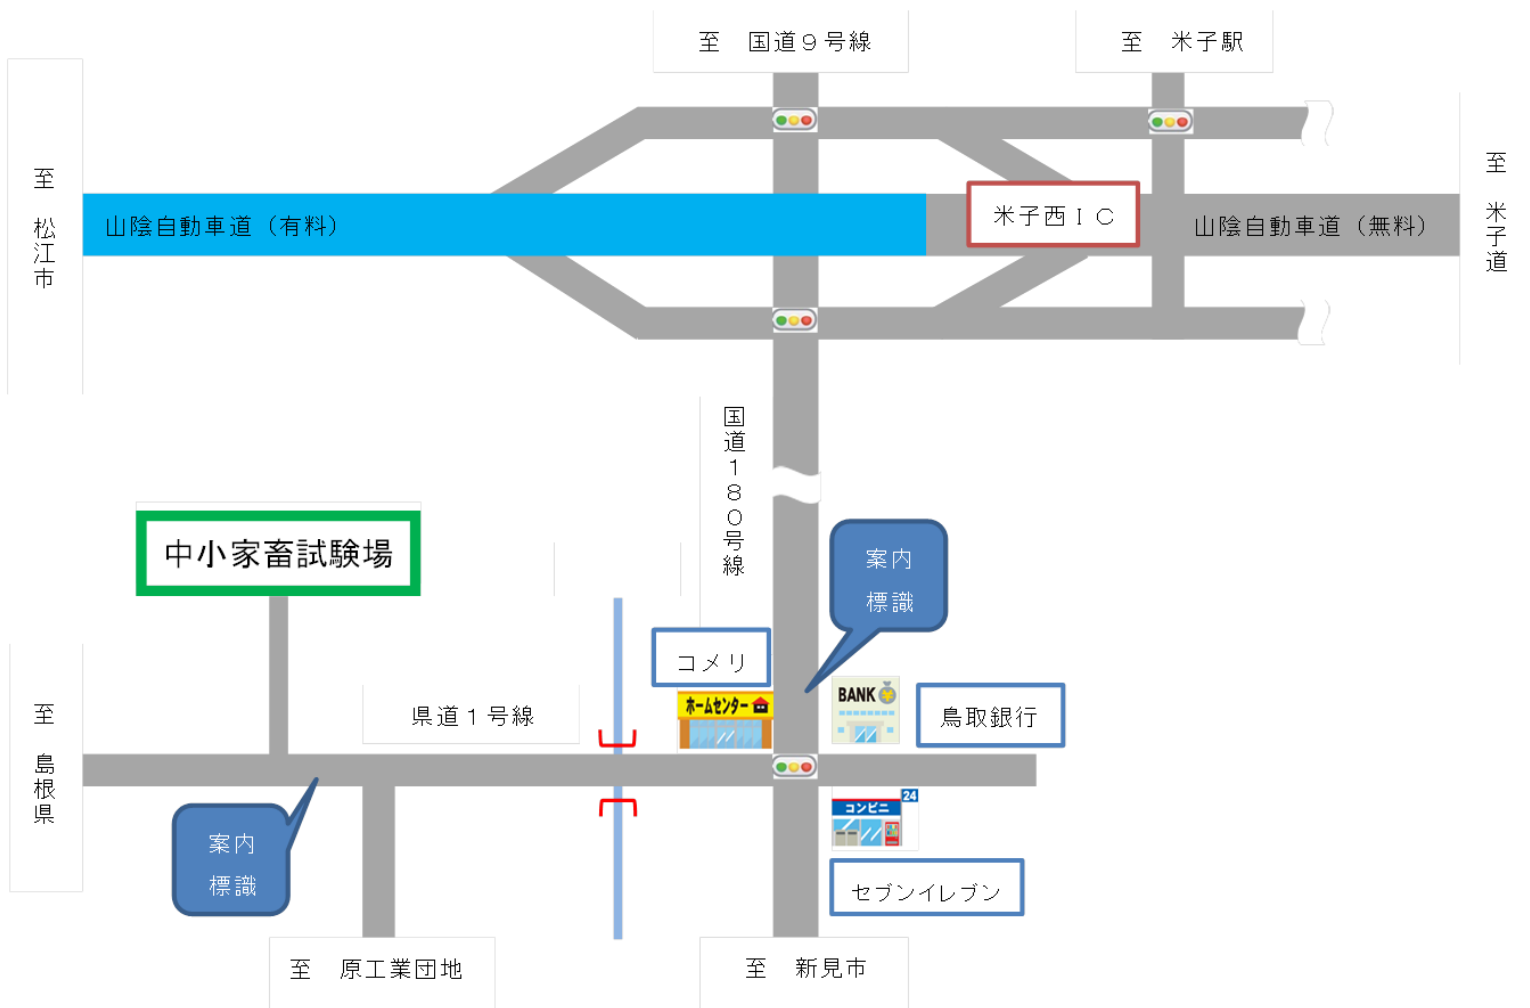 至　国道９号線
至　米子駅
至　松江市
山陰自動車道（有料）
米子西ＩＣ
山陰自動車道（無料）
至　米子道
国道１８０号線
中小家畜試験場
案内
標識
コメリ
ホームセンター
BANK
鳥取銀行
県道１号線
至　島根県
24
コンビニ
案内
標識
セブンイレブン
至　原工業団地
至　新見市